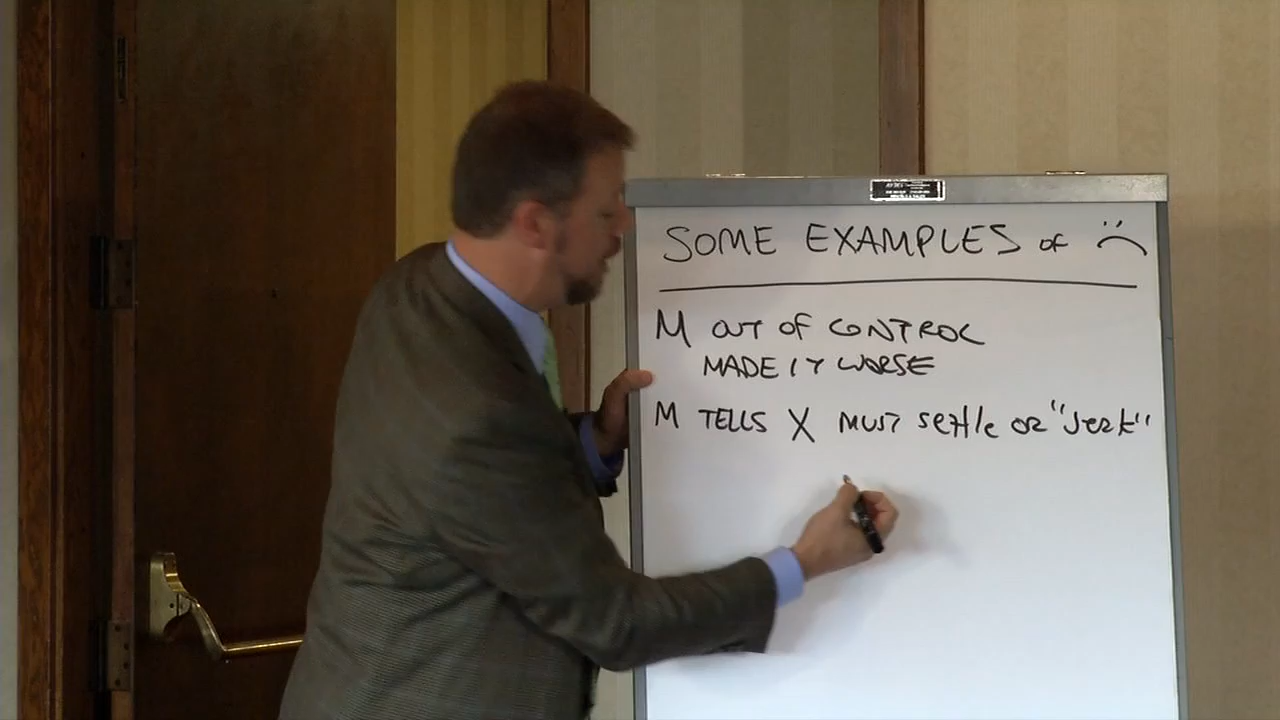 SOME EXAMPLES OF
M OUT OF CONTROL
MADE IT WORSE
M TELLS X MUST settle OR "Jerk"